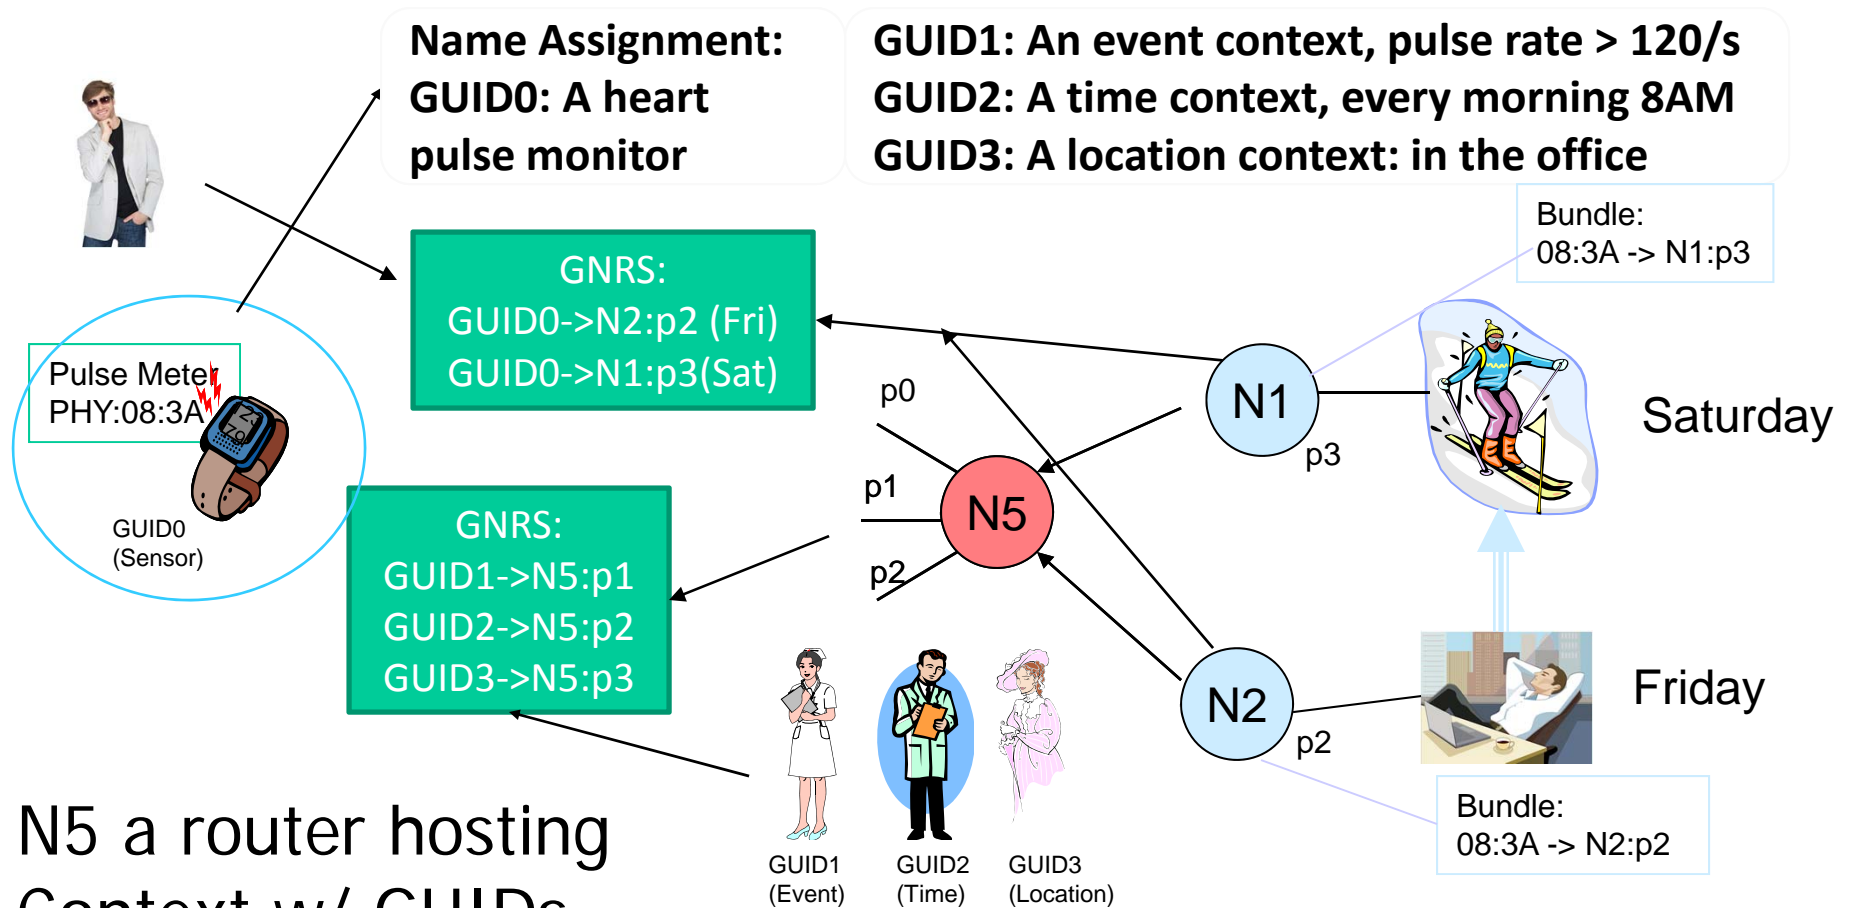 Name Assignment:
GUID0: A heart
pulse monitor
GUID1: An event context, pulse rate > 120/s
GUID2: A time context, every morning 8AM
GUID3: A location context: in the office
Bundle:
08:3A -> N1:p3
GNRS:
GUID0->N2:p2 (Fri)
GUID0->N1:p3(Sat)
Pulse Meter
PHY:08:3A
GUID0
(Sensor)
p0
p1
p2
N5
N1
p3
Saturday
GNRS:
GUID1->N5:p1
GUID2->N5:p2
GUID3->N5:p3
N2
p2
Friday
Bundle:
08:3A -> N2:p2
GUID1
(Event)
GUID2
(Time)
GUID3
(Location)
N5 a router hosting
Context w/ GUIDs